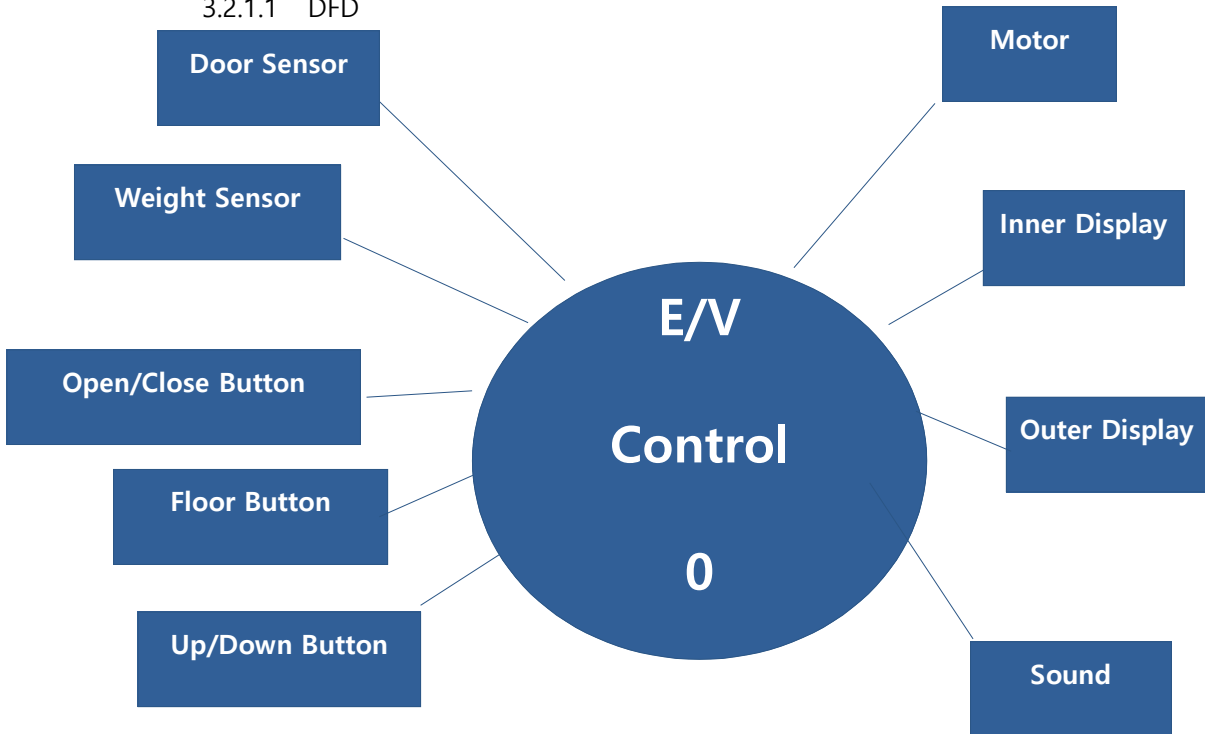 3.2.1.1 DFD
Door Sensor
Motor
Weight Sensor
Inner Display
E/V
Open/Close Button
Control
Outer Display
Floor Button
0
Up/Down Button
Sound